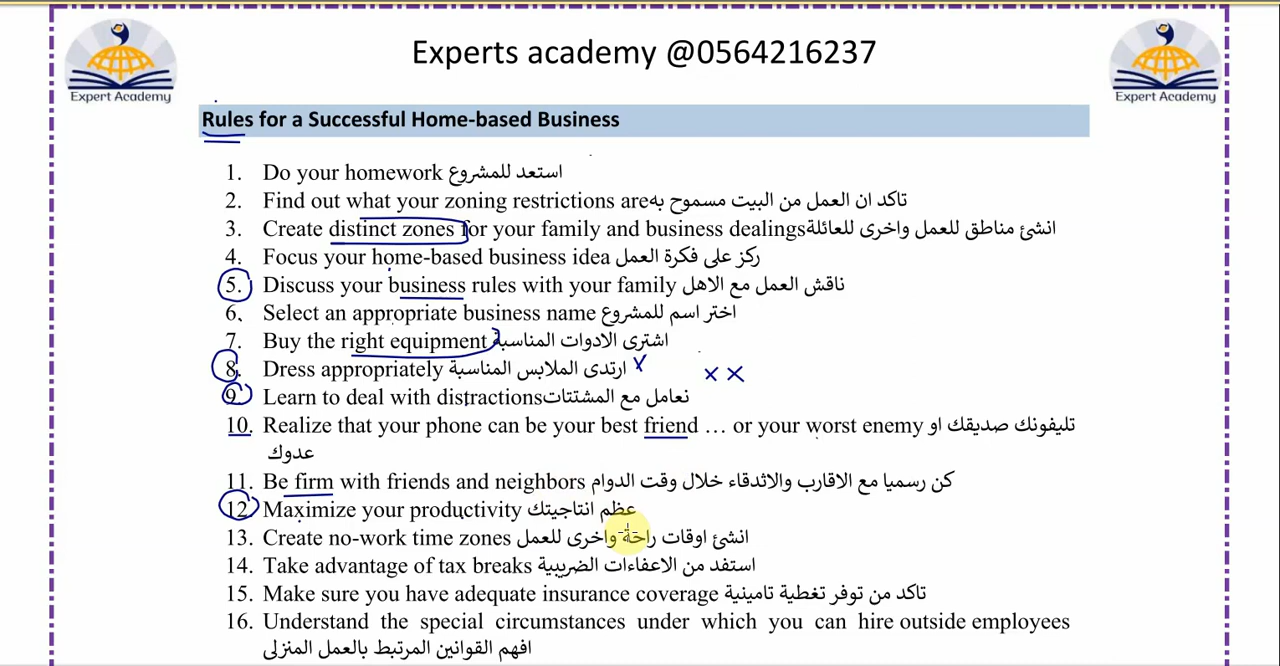 Experts academy @0564216237
Expert Academy
Expert Academy
Rules for a Successful Home-based Business
1. Do your homework استعد للمشروع
2. Find out what your zoning restrictions are تاكد ان العمل من البيت مسموح به
3. Create distinct zones for your family and business dealings انشئ مناطق للعمل واخرى للعائلة
4. Focus your home-based business idea ركز على فكرة العمل
5. Discuss your business rules with your family ناقش العمل مع الاهل
6. Select an appropriate business name اختر اسم للمشروع
7. Buy the right equipment اشترى الادوات المناسبة
8. Dress appropriately ارتدى الملابس المناسبة x x x
9. Learn to deal with distractions نعامل مع المشتتات
10. Realize that your phone can be your best friend … or your worst enemy تليفونك صديقك او
عدوك
11. Be firm with friends and neighbors كن رسميا مع الاقارب والاثدقاء خلال وقت الدوام
12. Maximize your productivity عظم انتاجيتك
13. Create no-work time zones انشئ اوقات راحة واخرى للعمل
14. Take advantage of tax breaks استفد من الاعفاءات الضريبية
15. Make sure you have adequate insurance coverage تاكد من توفر تغطية تامينية
16. Understand the special circumstances under which you can hire outside employees
افهم القوانين المرتبط بالعمل المنزلى